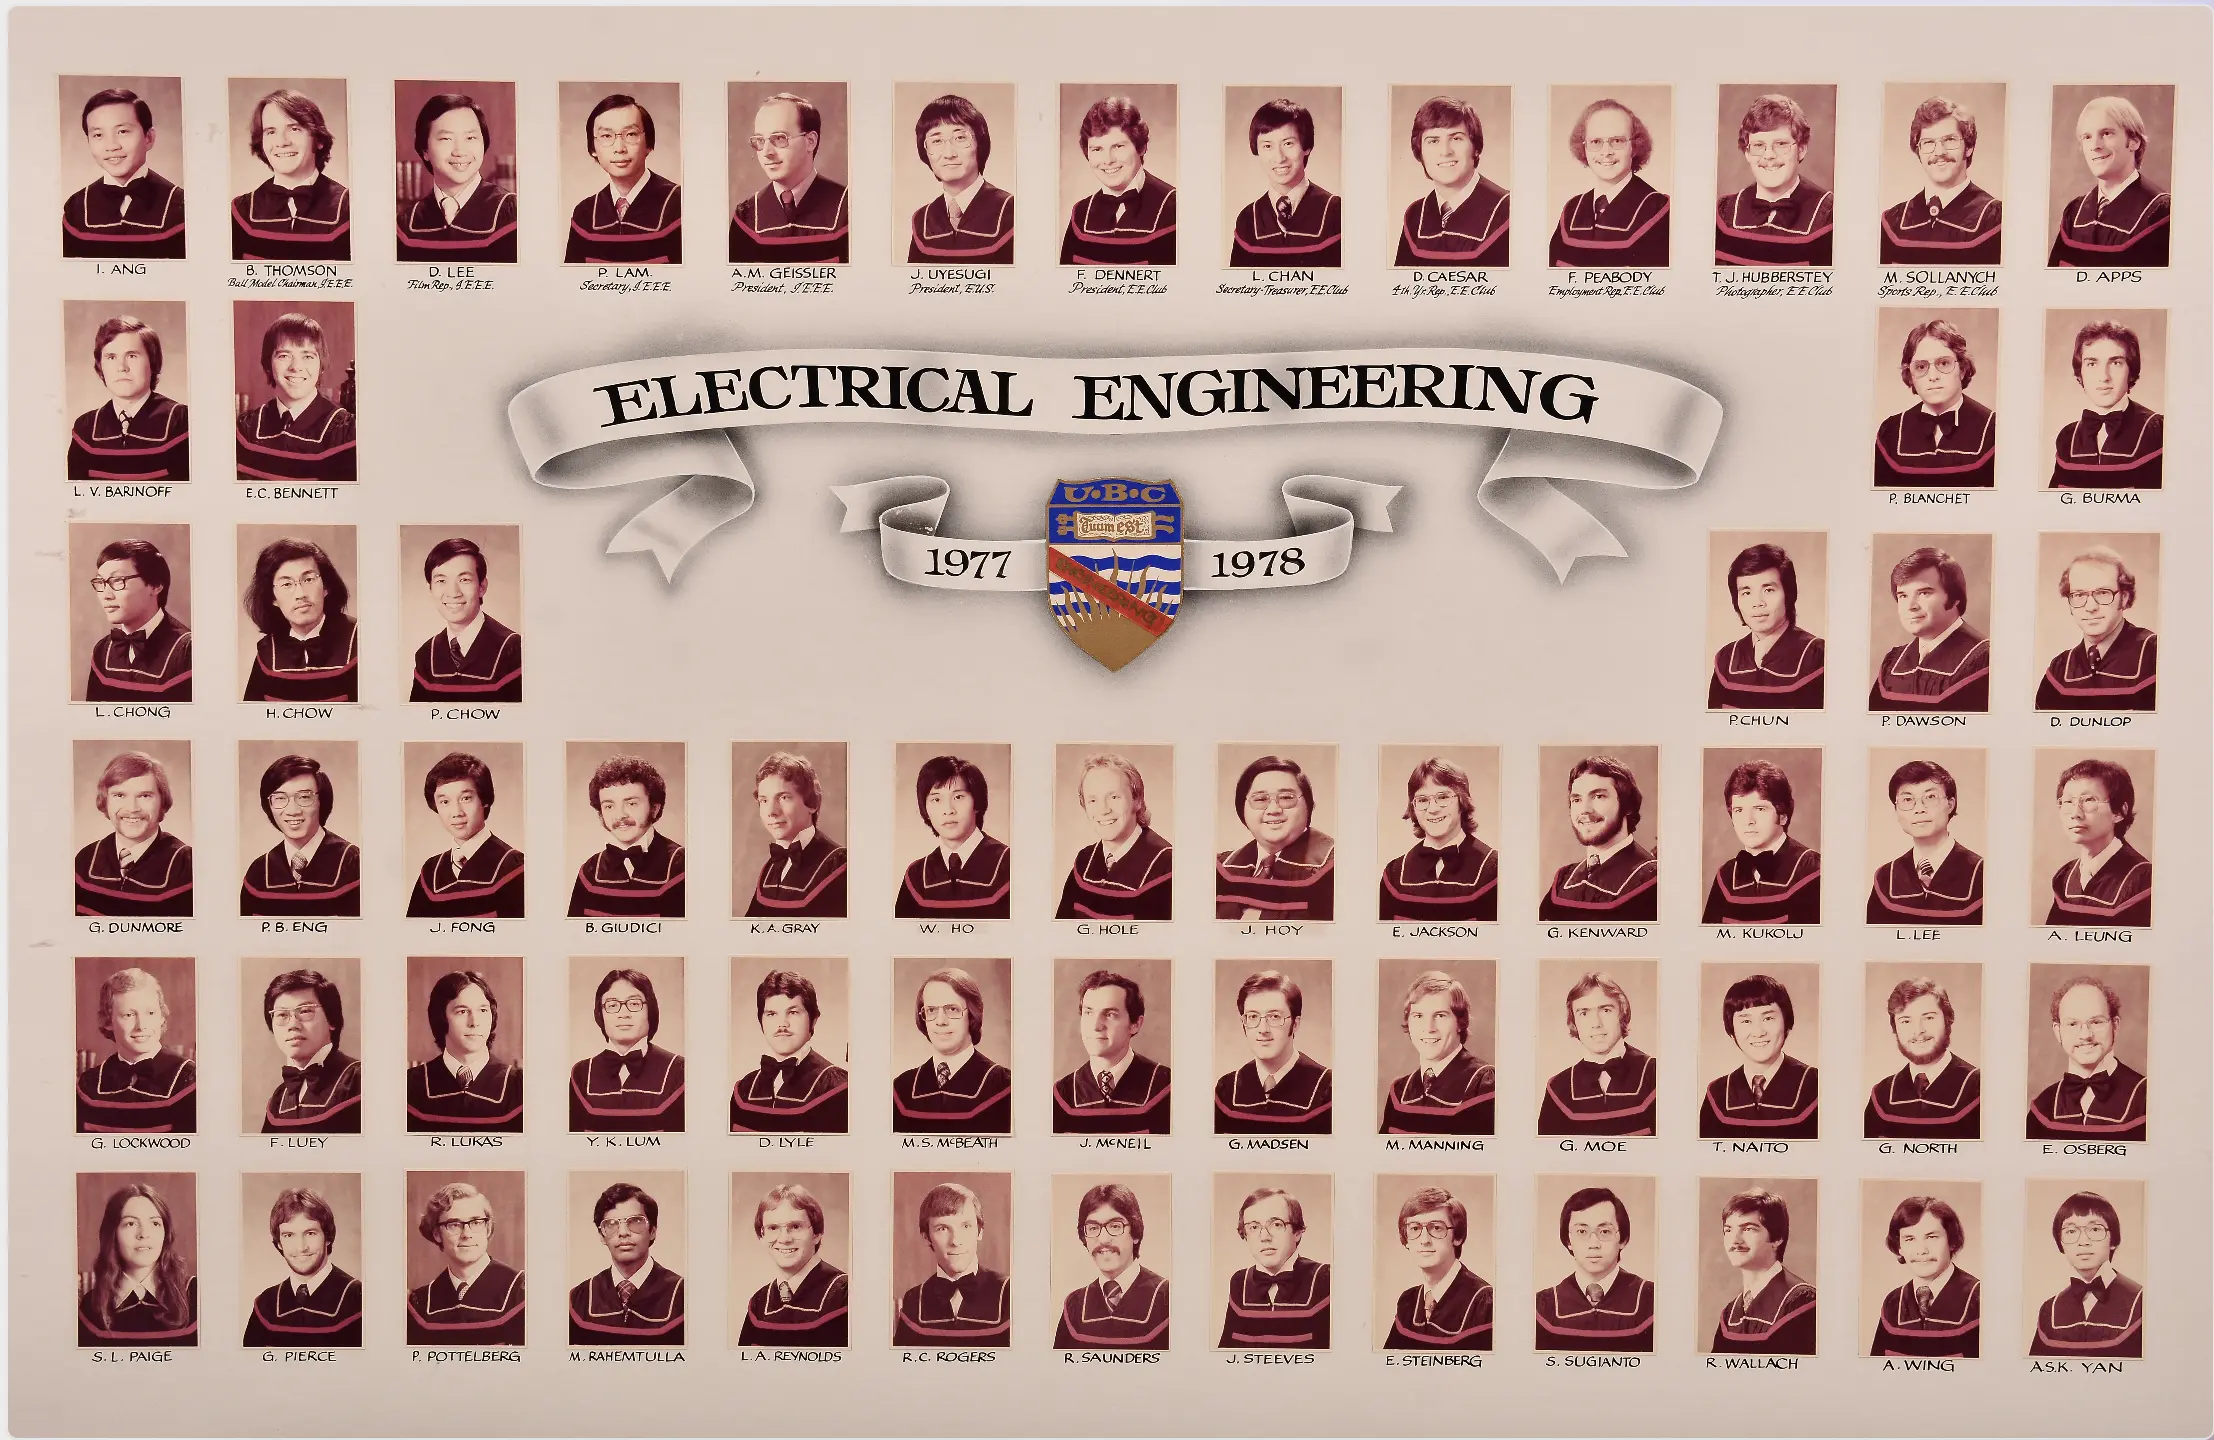 I. ANG
B. THOMSON
Ball Model Chairman, I.E.E.E.
D. LEE
Film Rep., I.E.E.E.
P. LAM.
Secretary, I.E.E.E.
A.M. GEISSLER
President, I.E.E.E.
J. UYESUGI
President, E.U.S.
F. DENNERT
President, E.E.Club
L. CHAN
Secretary-Treasurer, E.E.Club
D. CAESAR
4th. Yr. Rep., E.E.Club
F. PEABODY
Employment Rep., E.E.Club
T. J. HUBBERSTEY
Photographer, E.E.Club
M. SOLLANYCH
Sports Rep., E.E.Club
D. APPS
ELECTRICAL ENGINEERING
L. V. BARINOFF
E.C. BENNETT
P. BLANCHET
G. BURMA
U•B•C
Tuum est
1977
1978
ENGINEERING
L. CHONG
H. CHOW
P. CHOW
P. CHUN
P. DAWSON
D. DUNLOP
G. DUNMORE
P. B. ENG
J. FONG
B. GIUDICI
K. A. GRAY
W. HO
G. HOLE
J. HOY
E. JACKSON
G. KENWARD
M. KUKOLJ
L. LEE
A. LEUNG
G. LOCKWOOD
F. LUEY
R. LUKAS
Y. K. LUM
D. LYLE
M. S. McBEATH
J. McNEIL
G. MADSEN
M. MANNING
G. MOE
T. NAITO
G. NORTH
E. OSBERG
S. L. PAIGE
G. PIERCE
P. POTTELBERG
M. RAHEMTULLA
L. A. REYNOLDS
R. C. ROGERS
R. SAUNDERS
J. STEEVES
E. STEINBERG
S. SUGIANTO
R. WALLACH
A. WING
A.S.K. YAN